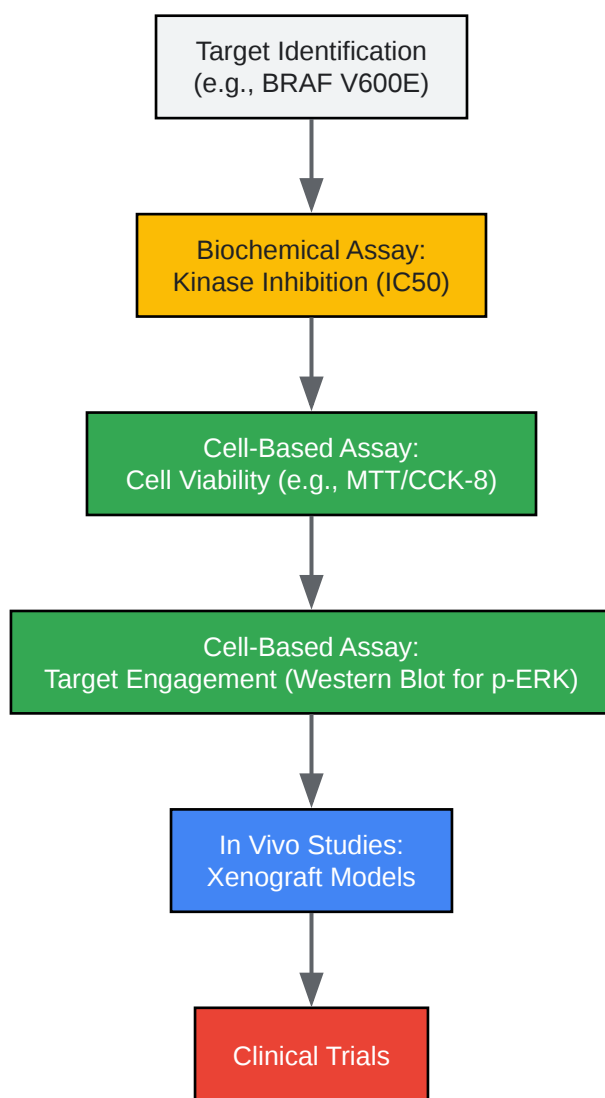 Target Identification
(e.g., BRAF V600E)
Biochemical Assay:
Kinase Inhibition (IC50)
Cell-Based Assay:
Cell Viability (e.g., MTT/CCK-8)
Cell-Based Assay:
Target Engagement (Western Blot for p-ERK)
In Vivo Studies:
Xenograft Models
Clinical Trials